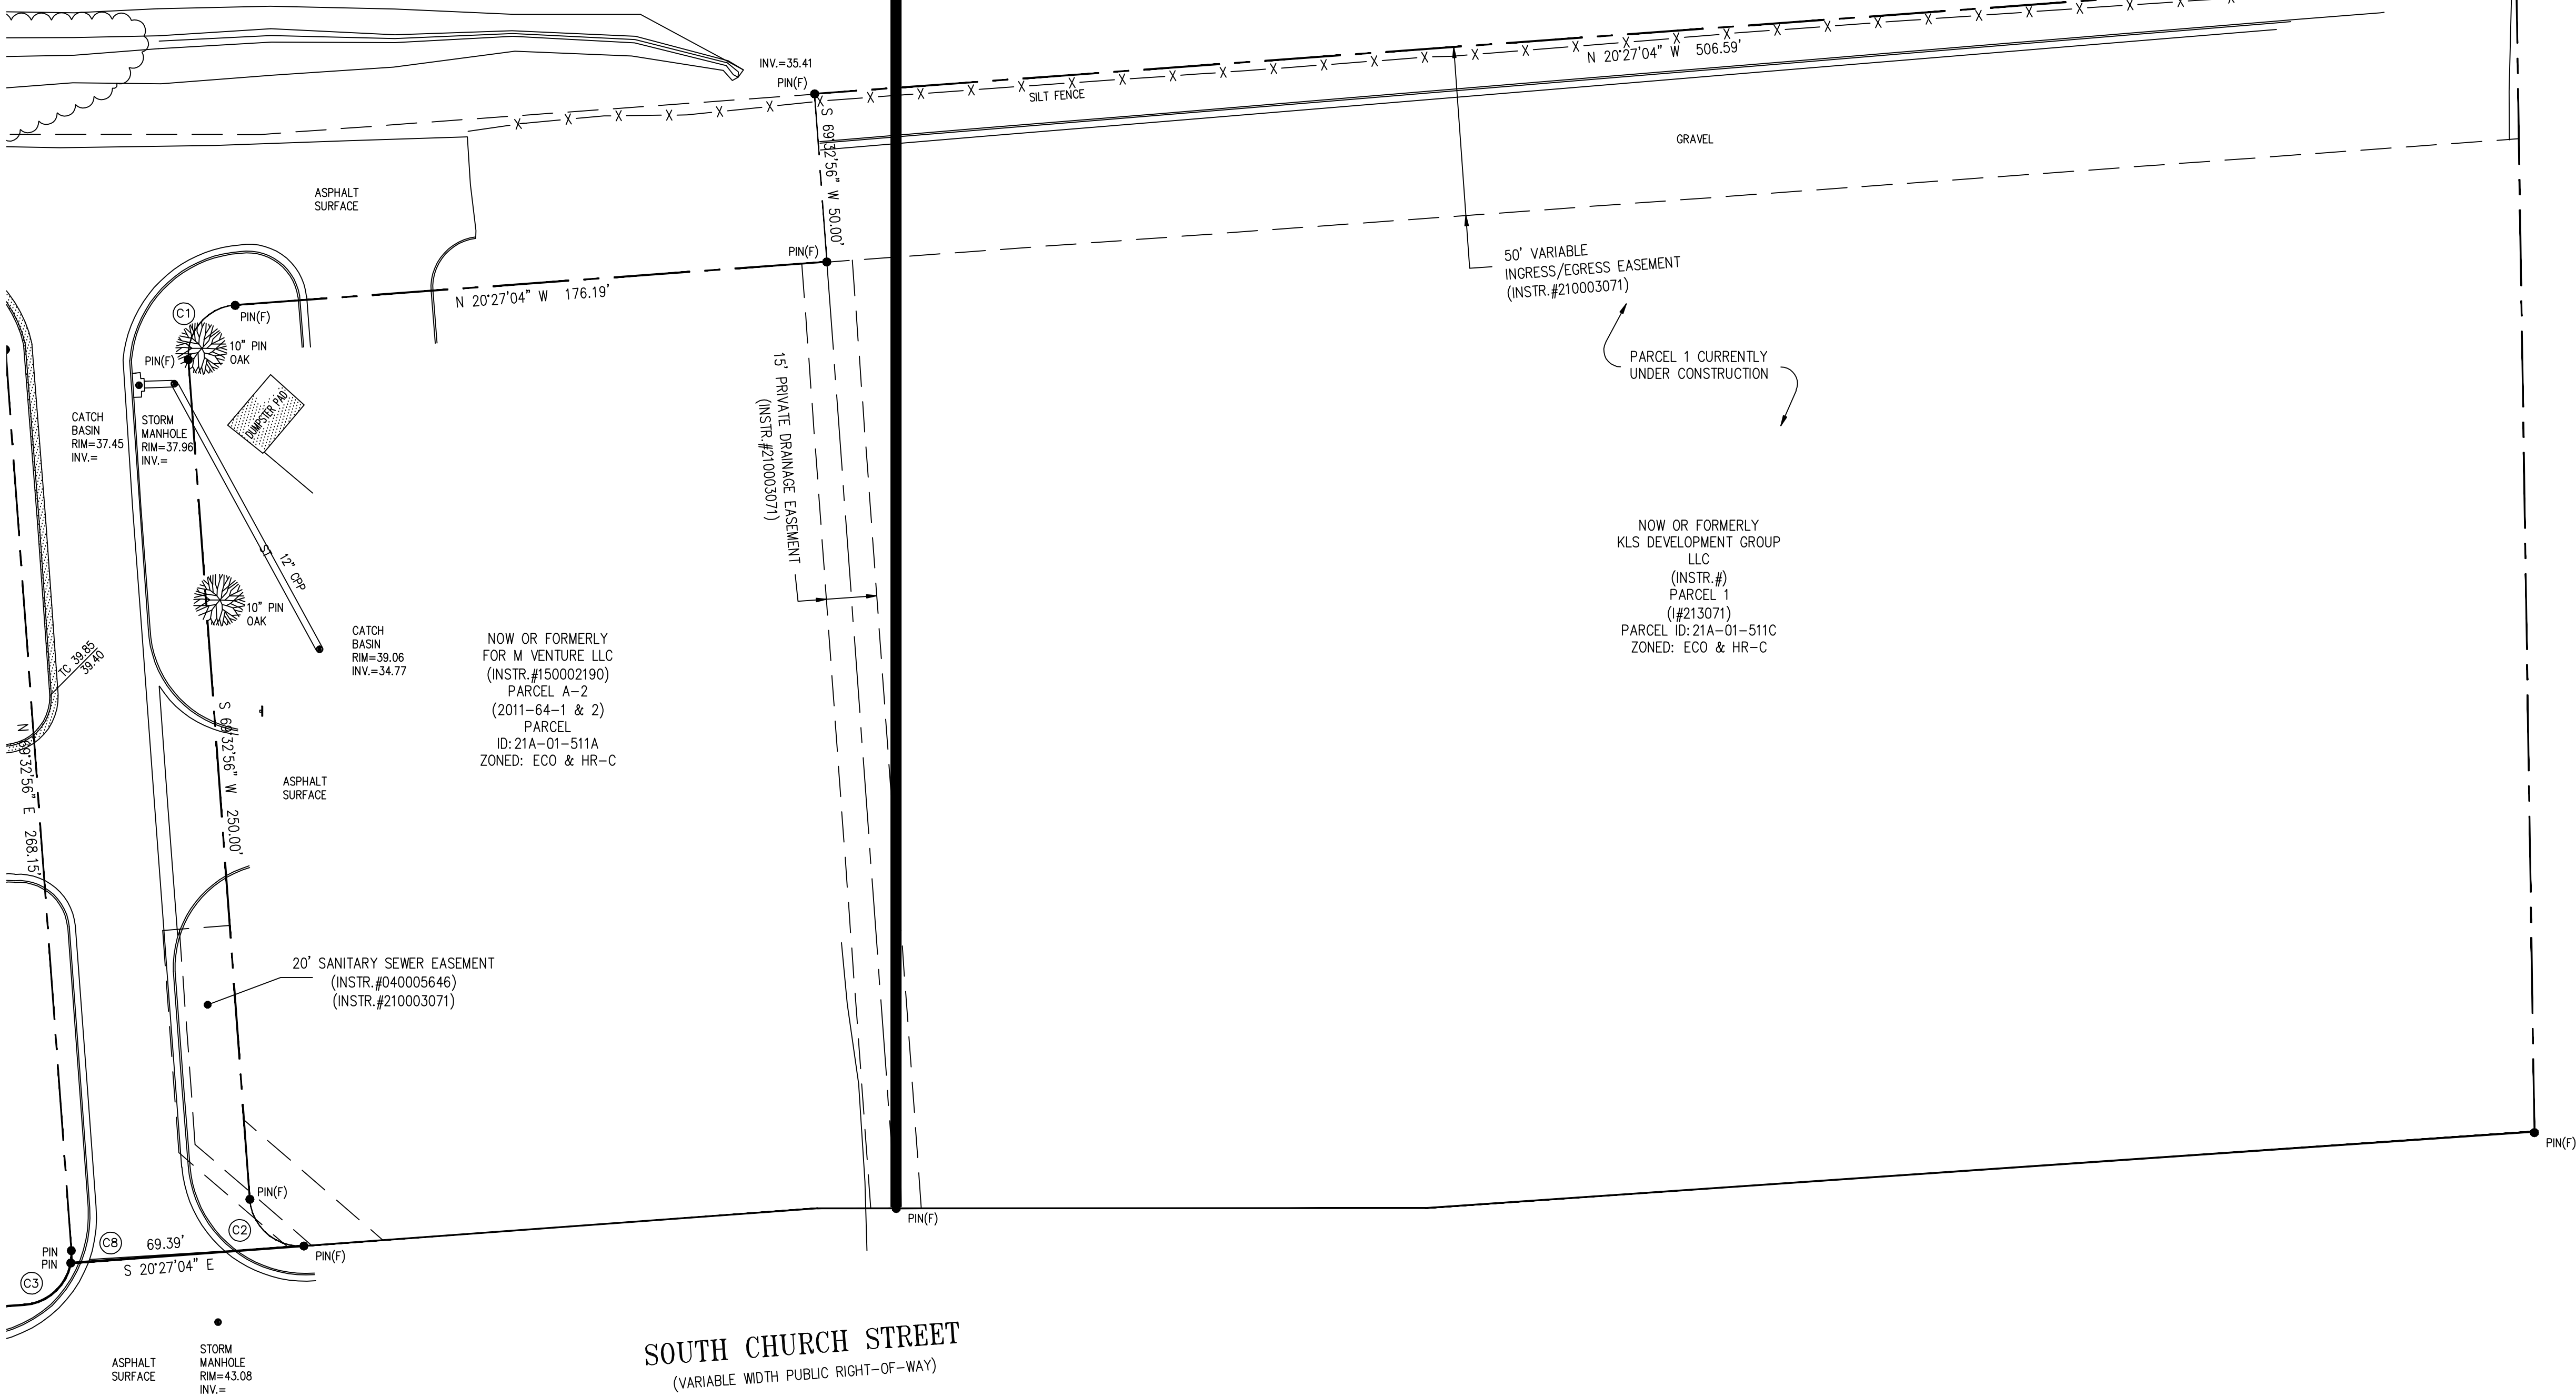 INV.=35.41
PIN(F)
N 20°27'04" W 506.59'
SILT FENCE
S 69°32'56" W 50.00'
GRAVEL
ASPHALT
SURFACE
PIN(F)
50' VARIABLE
INGRESS/EGRESS EASEMENT
(INSTR.#210003071)
N 20°27'04" W 176.19'
C1
PIN(F)
10" PIN
OAK
PIN(F)
PARCEL 1 CURRENTLY
UNDER CONSTRUCTION
15' PRIVATE DRAINAGE EASEMENT
(INSTR.#210003071)
DUMPSTER PAD
CATCH
BASIN
RIM=37.45
INV.=
STORM
MANHOLE
RIM=37.96
INV.=
ST
12" CPP
NOW OR FORMERLY
KLS DEVELOPMENT GROUP
LLC
(INSTR.#)
PARCEL 1
(I#213071)
PARCEL ID: 21A-01-511C
ZONED: ECO & HR-C
10" PIN
OAK
CATCH
BASIN
RIM=39.06
INV.=34.77
NOW OR FORMERLY
FOR M VENTURE LLC
(INSTR.#150002190)
PARCEL A-2
(2011-64-1 & 2)
PARCEL
ID: 21A-01-511A
ZONED: ECO & HR-C
TC 39.85
39.40
S 69°32'56" W 250.00'
N 69°32'56" E 268.15'
ASPHALT
SURFACE
20' SANITARY SEWER EASEMENT
(INSTR.#040005646)
(INSTR.#210003071)
PIN(F)
PIN(F)
C2
PIN(F)
PIN(F)
C8
69.39'
S 20°27'04" E
PIN
PIN
C3
SOUTH CHURCH STREET
(VARIABLE WIDTH PUBLIC RIGHT-OF-WAY)
ASPHALT
SURFACE
STORM
MANHOLE
RIM=43.08
INV.=